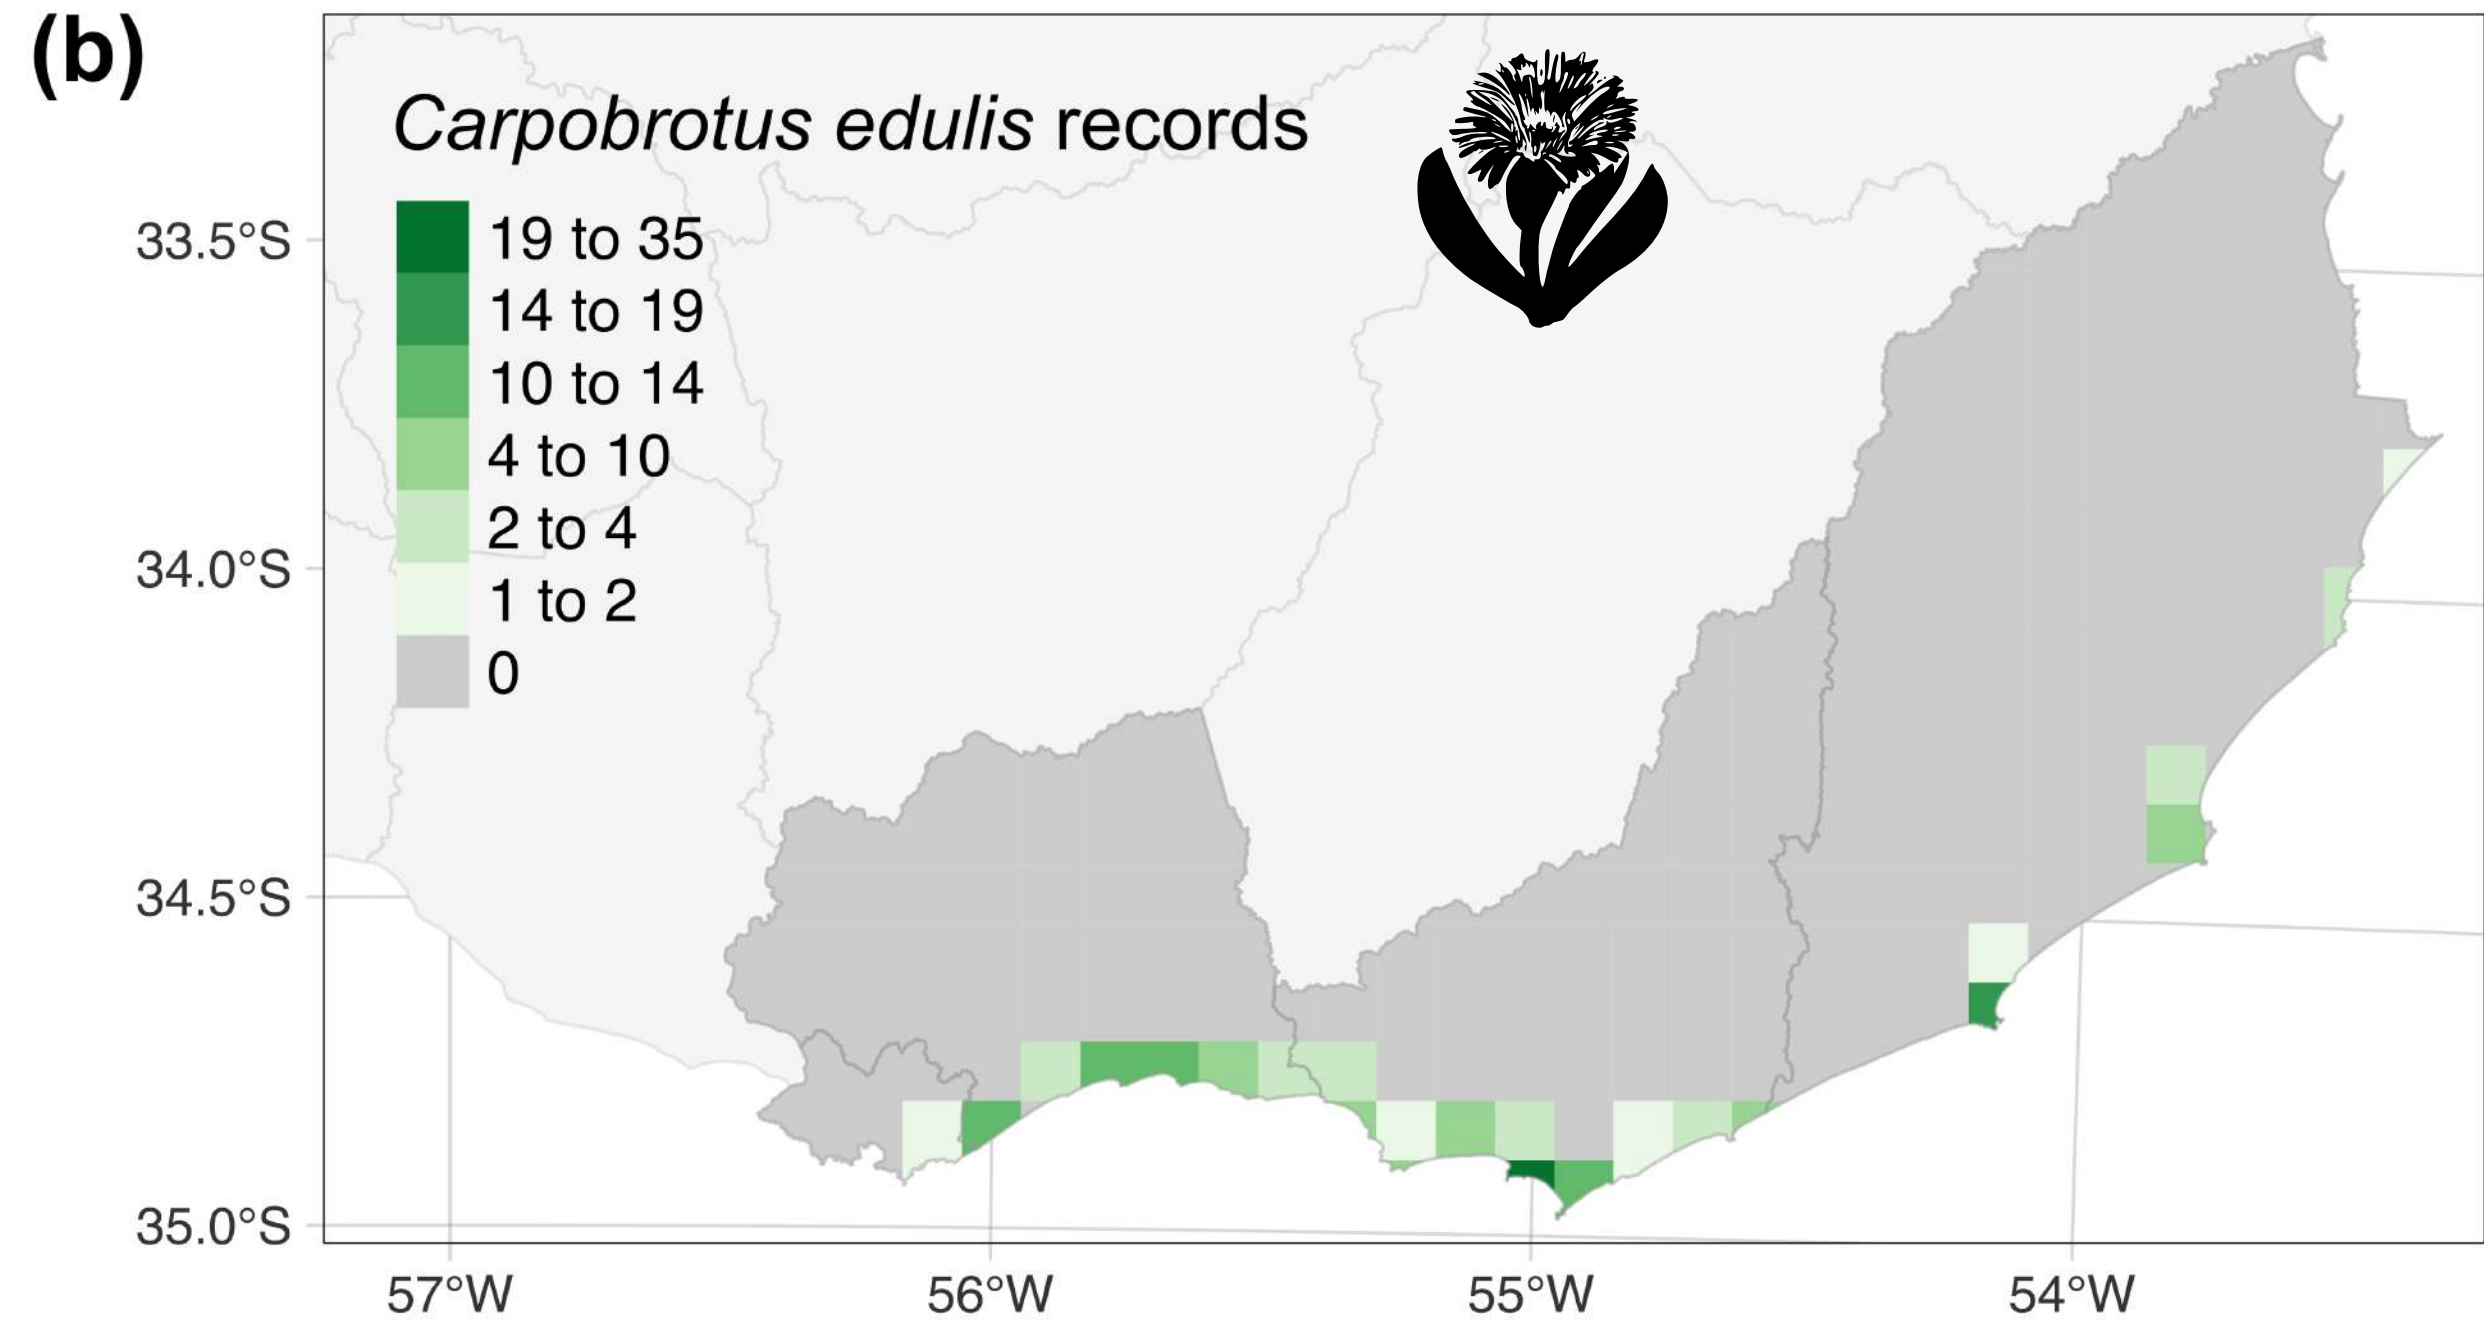 (b)
Carpobrotus edulis records
19 to 35
14 to 19
10 to 14
4 to 10
2 to 4
1 to 2
0
33.5°S
34.0°S
34.5°S
35.0°S
57°W
56°W
55°W
54°W